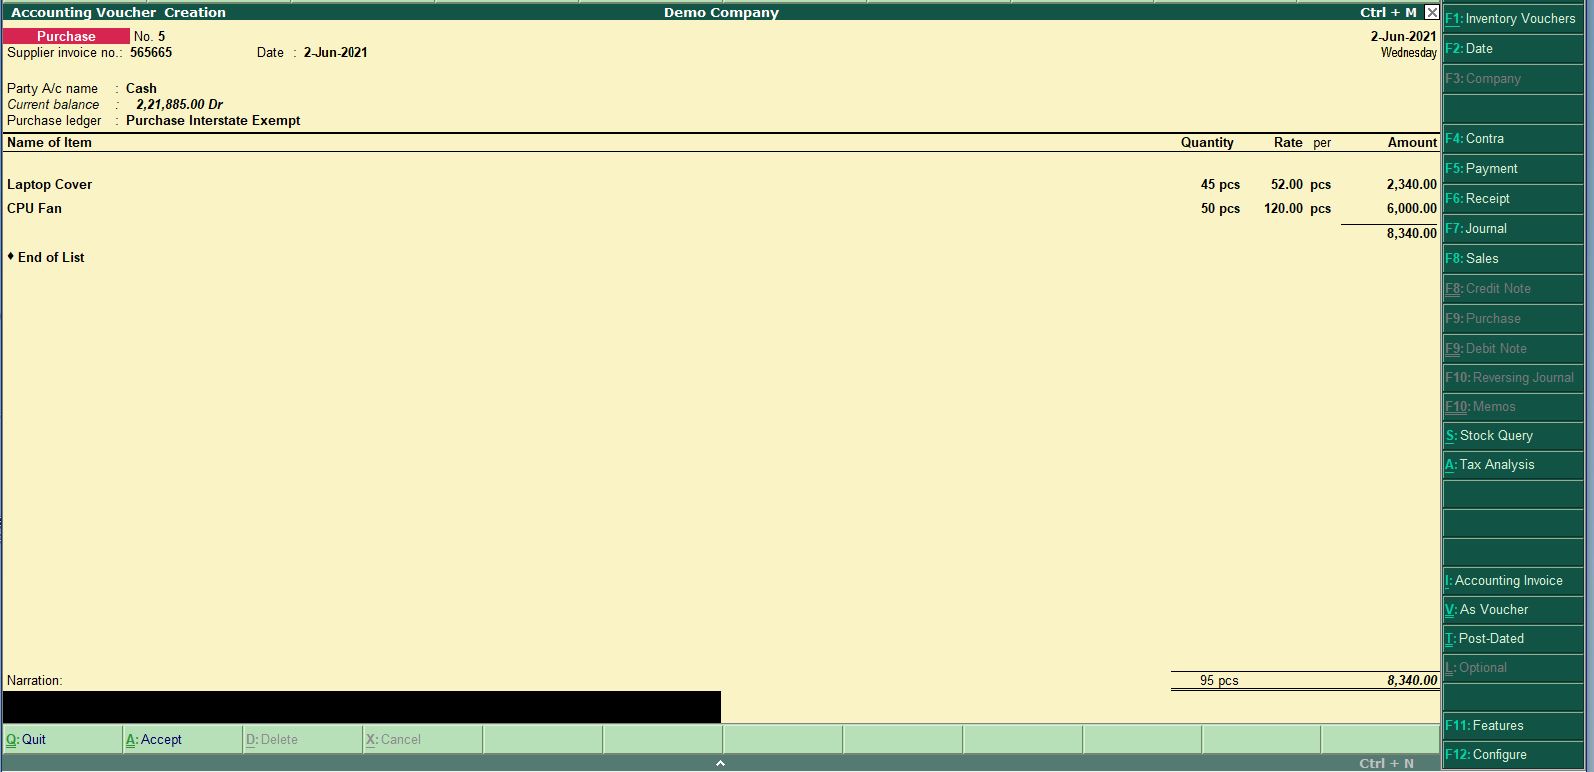 Accounting Voucher Creation Demo Company Ctrl + M
Purchase No. 5 2-Jun-2021
Supplier invoice no.: 565665 Date : 2-Jun-2021 Wednesday
Party A/c name : Cash
Current balance : 2,21,885.00 Dr
Purchase ledger : Purchase Interstate Exempt
Name of Item Quantity Rate per Amount
Laptop Cover 45 pcs 52.00 pcs 2,340.00
CPU Fan 50 pcs 120.00 pcs 6,000.00
8,340.00
♦ End of List
Narration: 95 pcs 8,340.00
Q: Quit A: Accept D: Delete X: Cancel
Ctrl + N
F1: Inventory Vouchers
F2: Date
F3: Company
F4: Contra
F5: Payment
F6: Receipt
F7: Journal
F8: Sales
F8: Credit Note
F9: Purchase
F9: Debit Note
F10: Reversing Journal
F10: Memos
S: Stock Query
A: Tax Analysis
I: Accounting Invoice
V: As Voucher
T: Post-Dated
L: Optional
F11: Features
F12: Configure